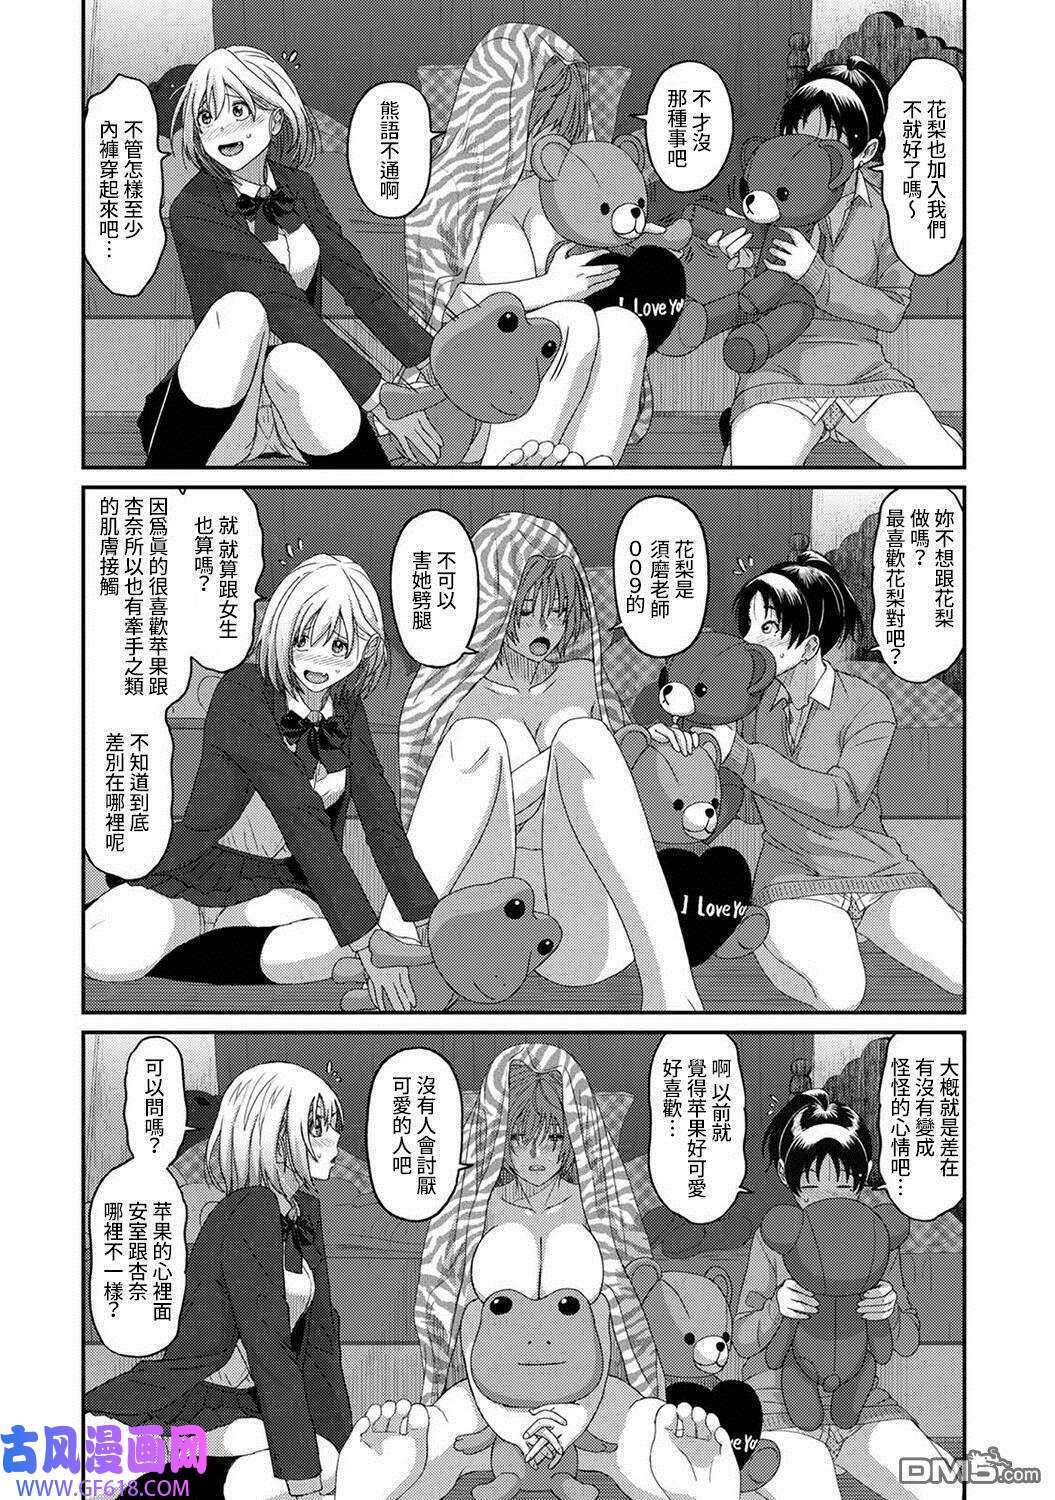 花梨也加入我們
不就好了嗎～
不才沒
那種事吧
熊語不通啊
不管怎樣至少
內褲穿起來吧…
I Love Yo
妳不想跟花梨
做嗎？
最喜歡花梨對吧？
花梨是
須磨老師
009的
不可以
害她劈腿
就 就算跟女生
也算嗎？
因爲眞的很喜歡苹果跟
杏奈所以也有牽手之類
的肌膚接觸
不知道到底
差別在哪裡呢
I Love Yo
大概就是差在
有沒有變成
怪怪的心情吧…
啊 以前就
覺得苹果好可愛
好喜歡…
沒有人會討厭
可愛的人吧
可以問嗎？
苹果的心裡面
安室跟杏奈
哪裡不一樣？
I Love Yo
古风漫画网
WWW.GF618.COM
DM5.com